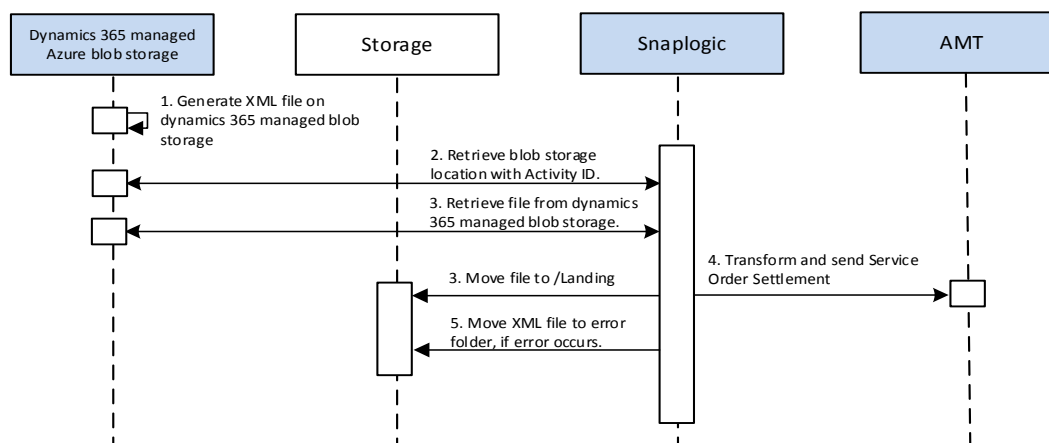 Dynamics 365 managed
Azure blob storage
Storage
Snaplogic
AMT
1. Generate XML file on
dynamics 365 managed blob
storage
2. Retrieve blob storage
location with Activity ID.
3. Retrieve file from dynamics
365 managed blob storage.
4. Transform and send Service
Order Settlement
3. Move file to /Landing
5. Move XML file to error
folder, if error occurs.